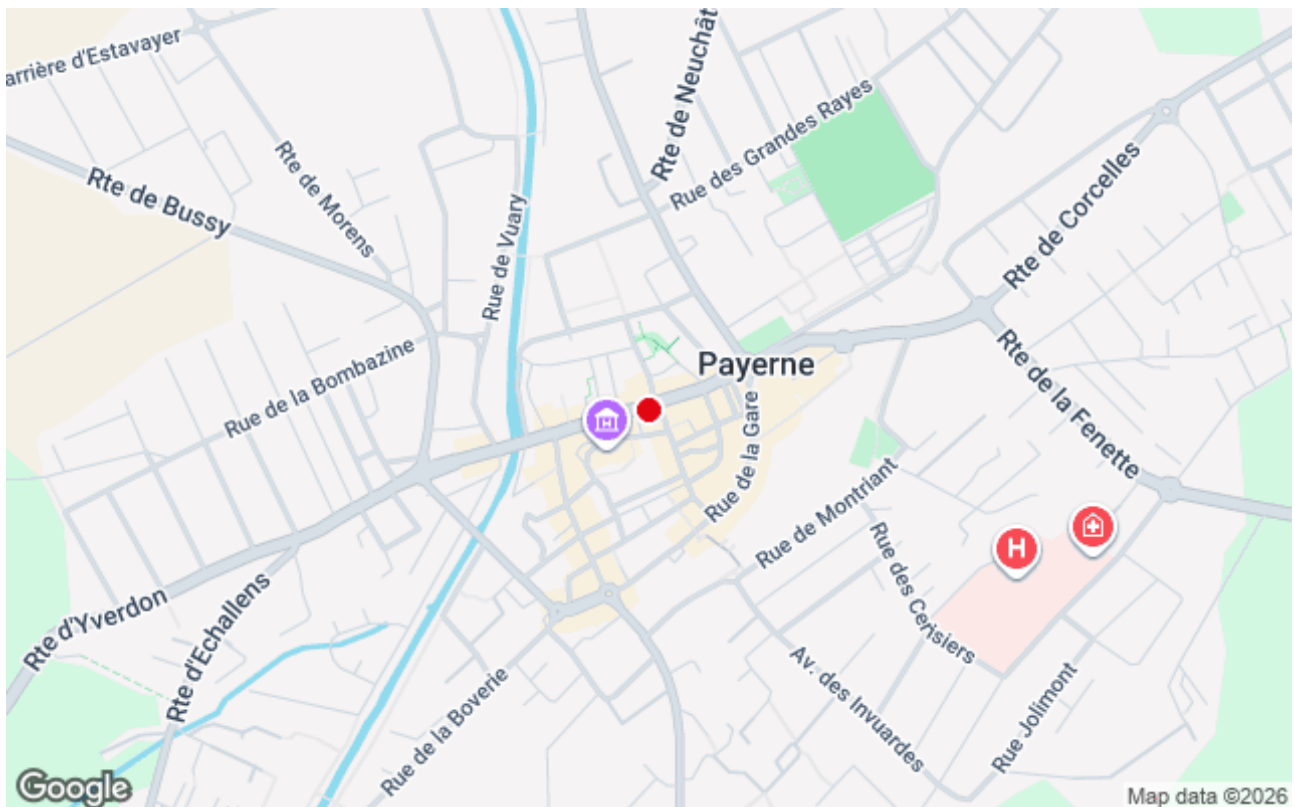 arrière d'Estavayer
Rte de Neuchât
Rue des Grandes Rayes
Rte de Morens
Rte de Bussy
Rue de Vuary
Rte de Corcelles
Rue de la Bombazine
Payerne
Rte de la Fenette
Rue de la Gare
Rue de Montriant
H
Rue des Cerisiers
Rte d'Yverdon
Rte d'Echallens
Av. des Invuardes
Rue de la Boverie
Rue Jolimont
Google
Map data ©2026